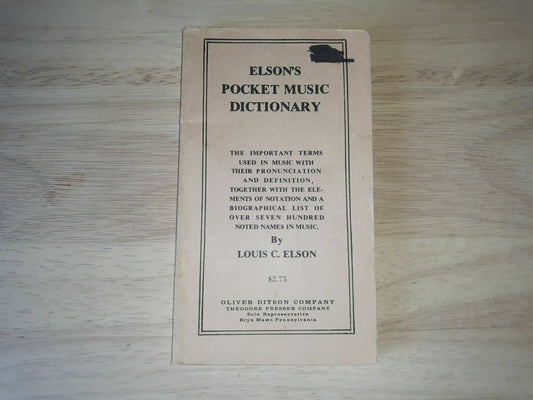 ELSON'S
POCKET MUSIC
DICTIONARY
THE IMPORTANT TERMS
USED IN MUSIC WITH
THEIR PRONUNCIATION
AND DEFINITION,
TOGETHER WITH THE ELE-
MENTS OF NOTATION AND A
BIOGRAPHICAL LIST OF
OVER SEVEN HUNDRED
NOTED NAMES IN MUSIC.
By
LOUIS C. ELSON
$2.75
OLIVER DITSON COMPANY
THEODORE PRESSER COMPANY
Sole Representative
Bryn Mawr, Pennsylvania